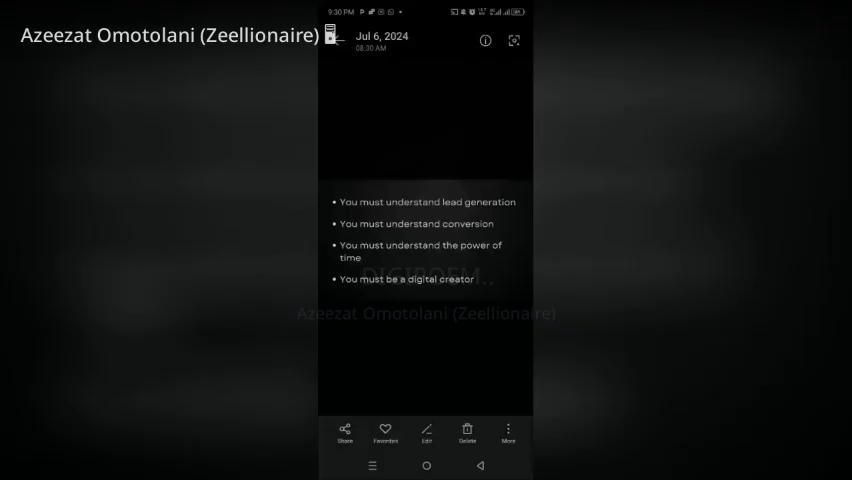 Azeezat Omotolani (Zeellionaire)
9:30 PM
Jul 6, 2024
08:30 AM
• You must understand lead generation
• You must understand conversion
• You must understand the power of
time
• You must be a digital creator
Azeezat Omotolani (Zeellionaire)
Share
Favorites
Edit
Delete
More